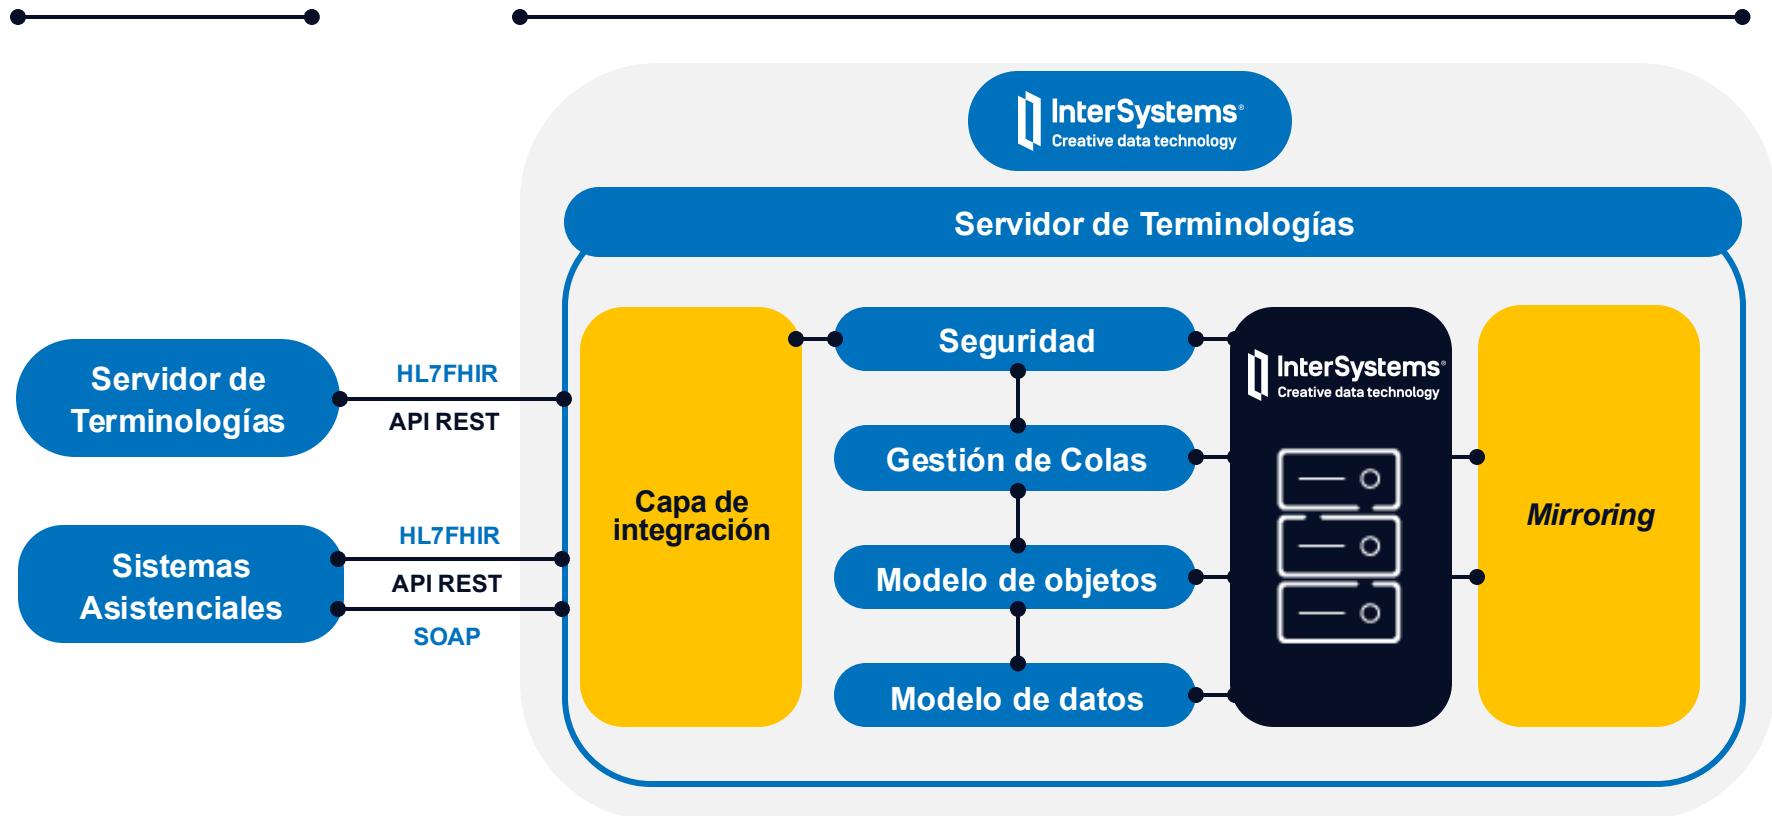 InterSystems®
Creative data technology
Servidor de Terminologías
Servidor de
Terminologías
HL7FHIR
API REST
Sistemas
Asistenciales
HL7FHIR
API REST
SOAP
Capa de
integración
Seguridad
Gestión de Colas
Modelo de objetos
Modelo de datos
InterSystems®
Creative data technology
Mirroring